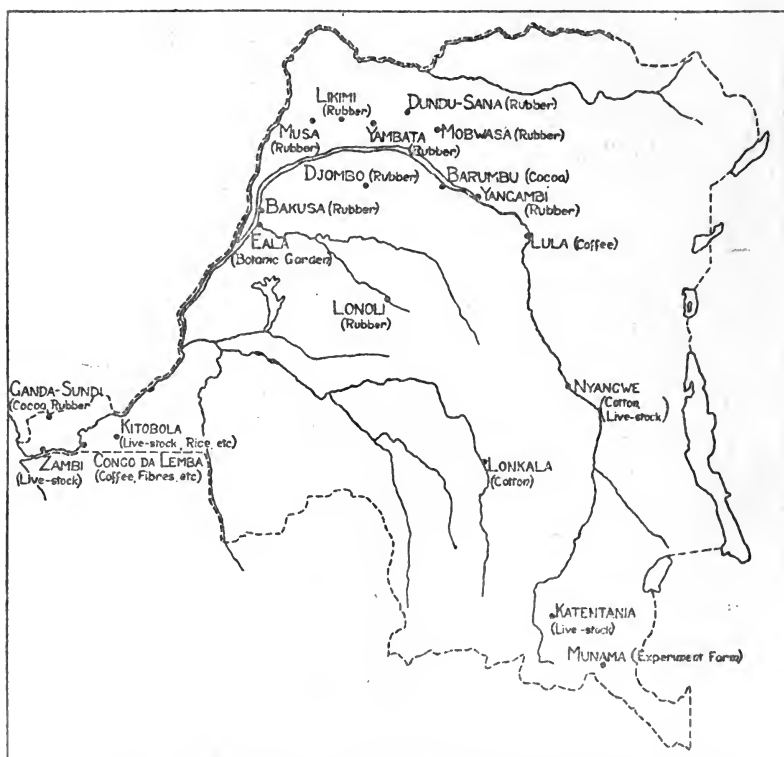 LIKIMI
(Rubber)
DUNDU-SANA (Rubber)
MUSA
(Rubber)
YAMBATA
(Rubber)
MOBWASA (Rubber)
DJOMBO (Rubber)
BARUMBU (Cocoa)
YANGAMBI
(Rubber)
BAKUSA (Rubber)
EALA
(Botanic Garden)
LULA (Coffee)
LONOLI
(Rubber)
NYANGWE
(Cotton,
Live-stock)
GANDA-SUNDI
(Cocoa, Rubber)
KITOBOLA
(Live-stock, Rice, etc)
ZAMBI
(Live-stock)
CONGO DA LEMBA
(Coffee, Fibres, etc)
LONKALA
(Cotton)
KATENTANIA
(Live-stock)
MUNAMA (Experiment Farm)